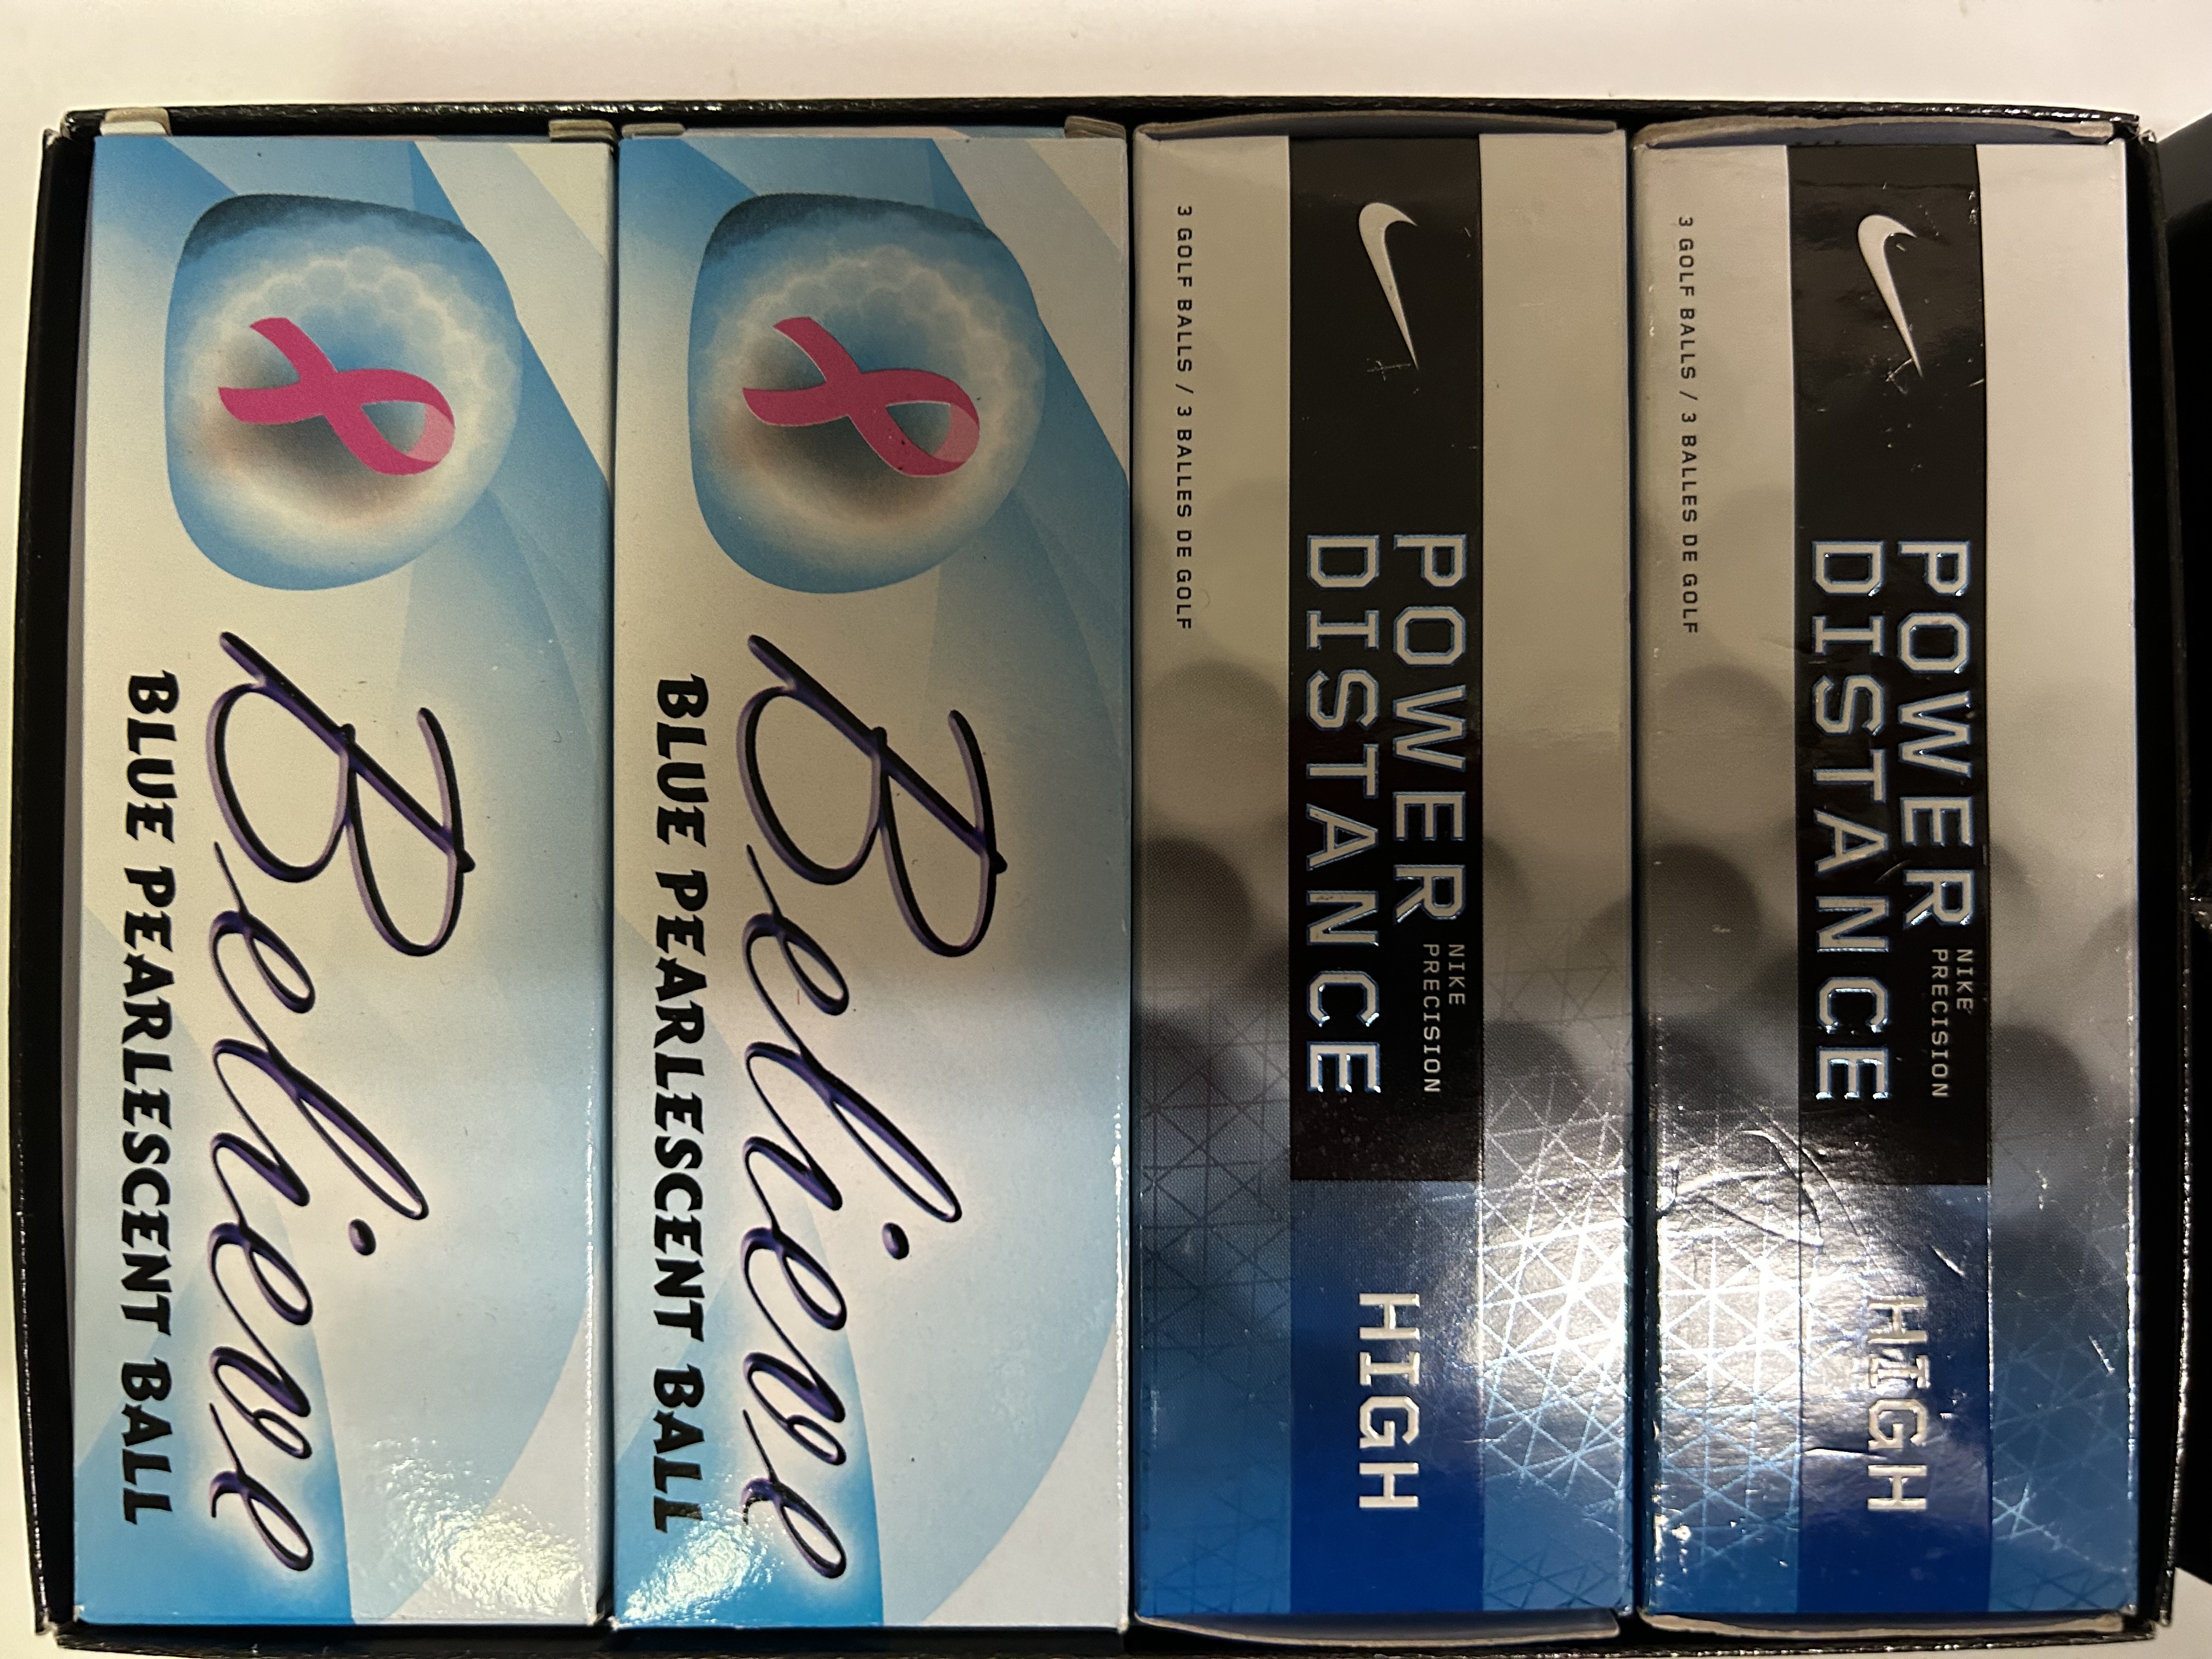 Believe
BLUE PEARLESCENT BALL
Believe
BLUE PEARLESCENT BALL
POWER NIKE
PRECISION
DISTANCE
HIGH
3 GOLF BALLS / 3 BALLES DE GOLF
POWER NIKE
PRECISION
DISTANCE
HIGH
3 GOLF BALLS / 3 BALLES DE GOLF